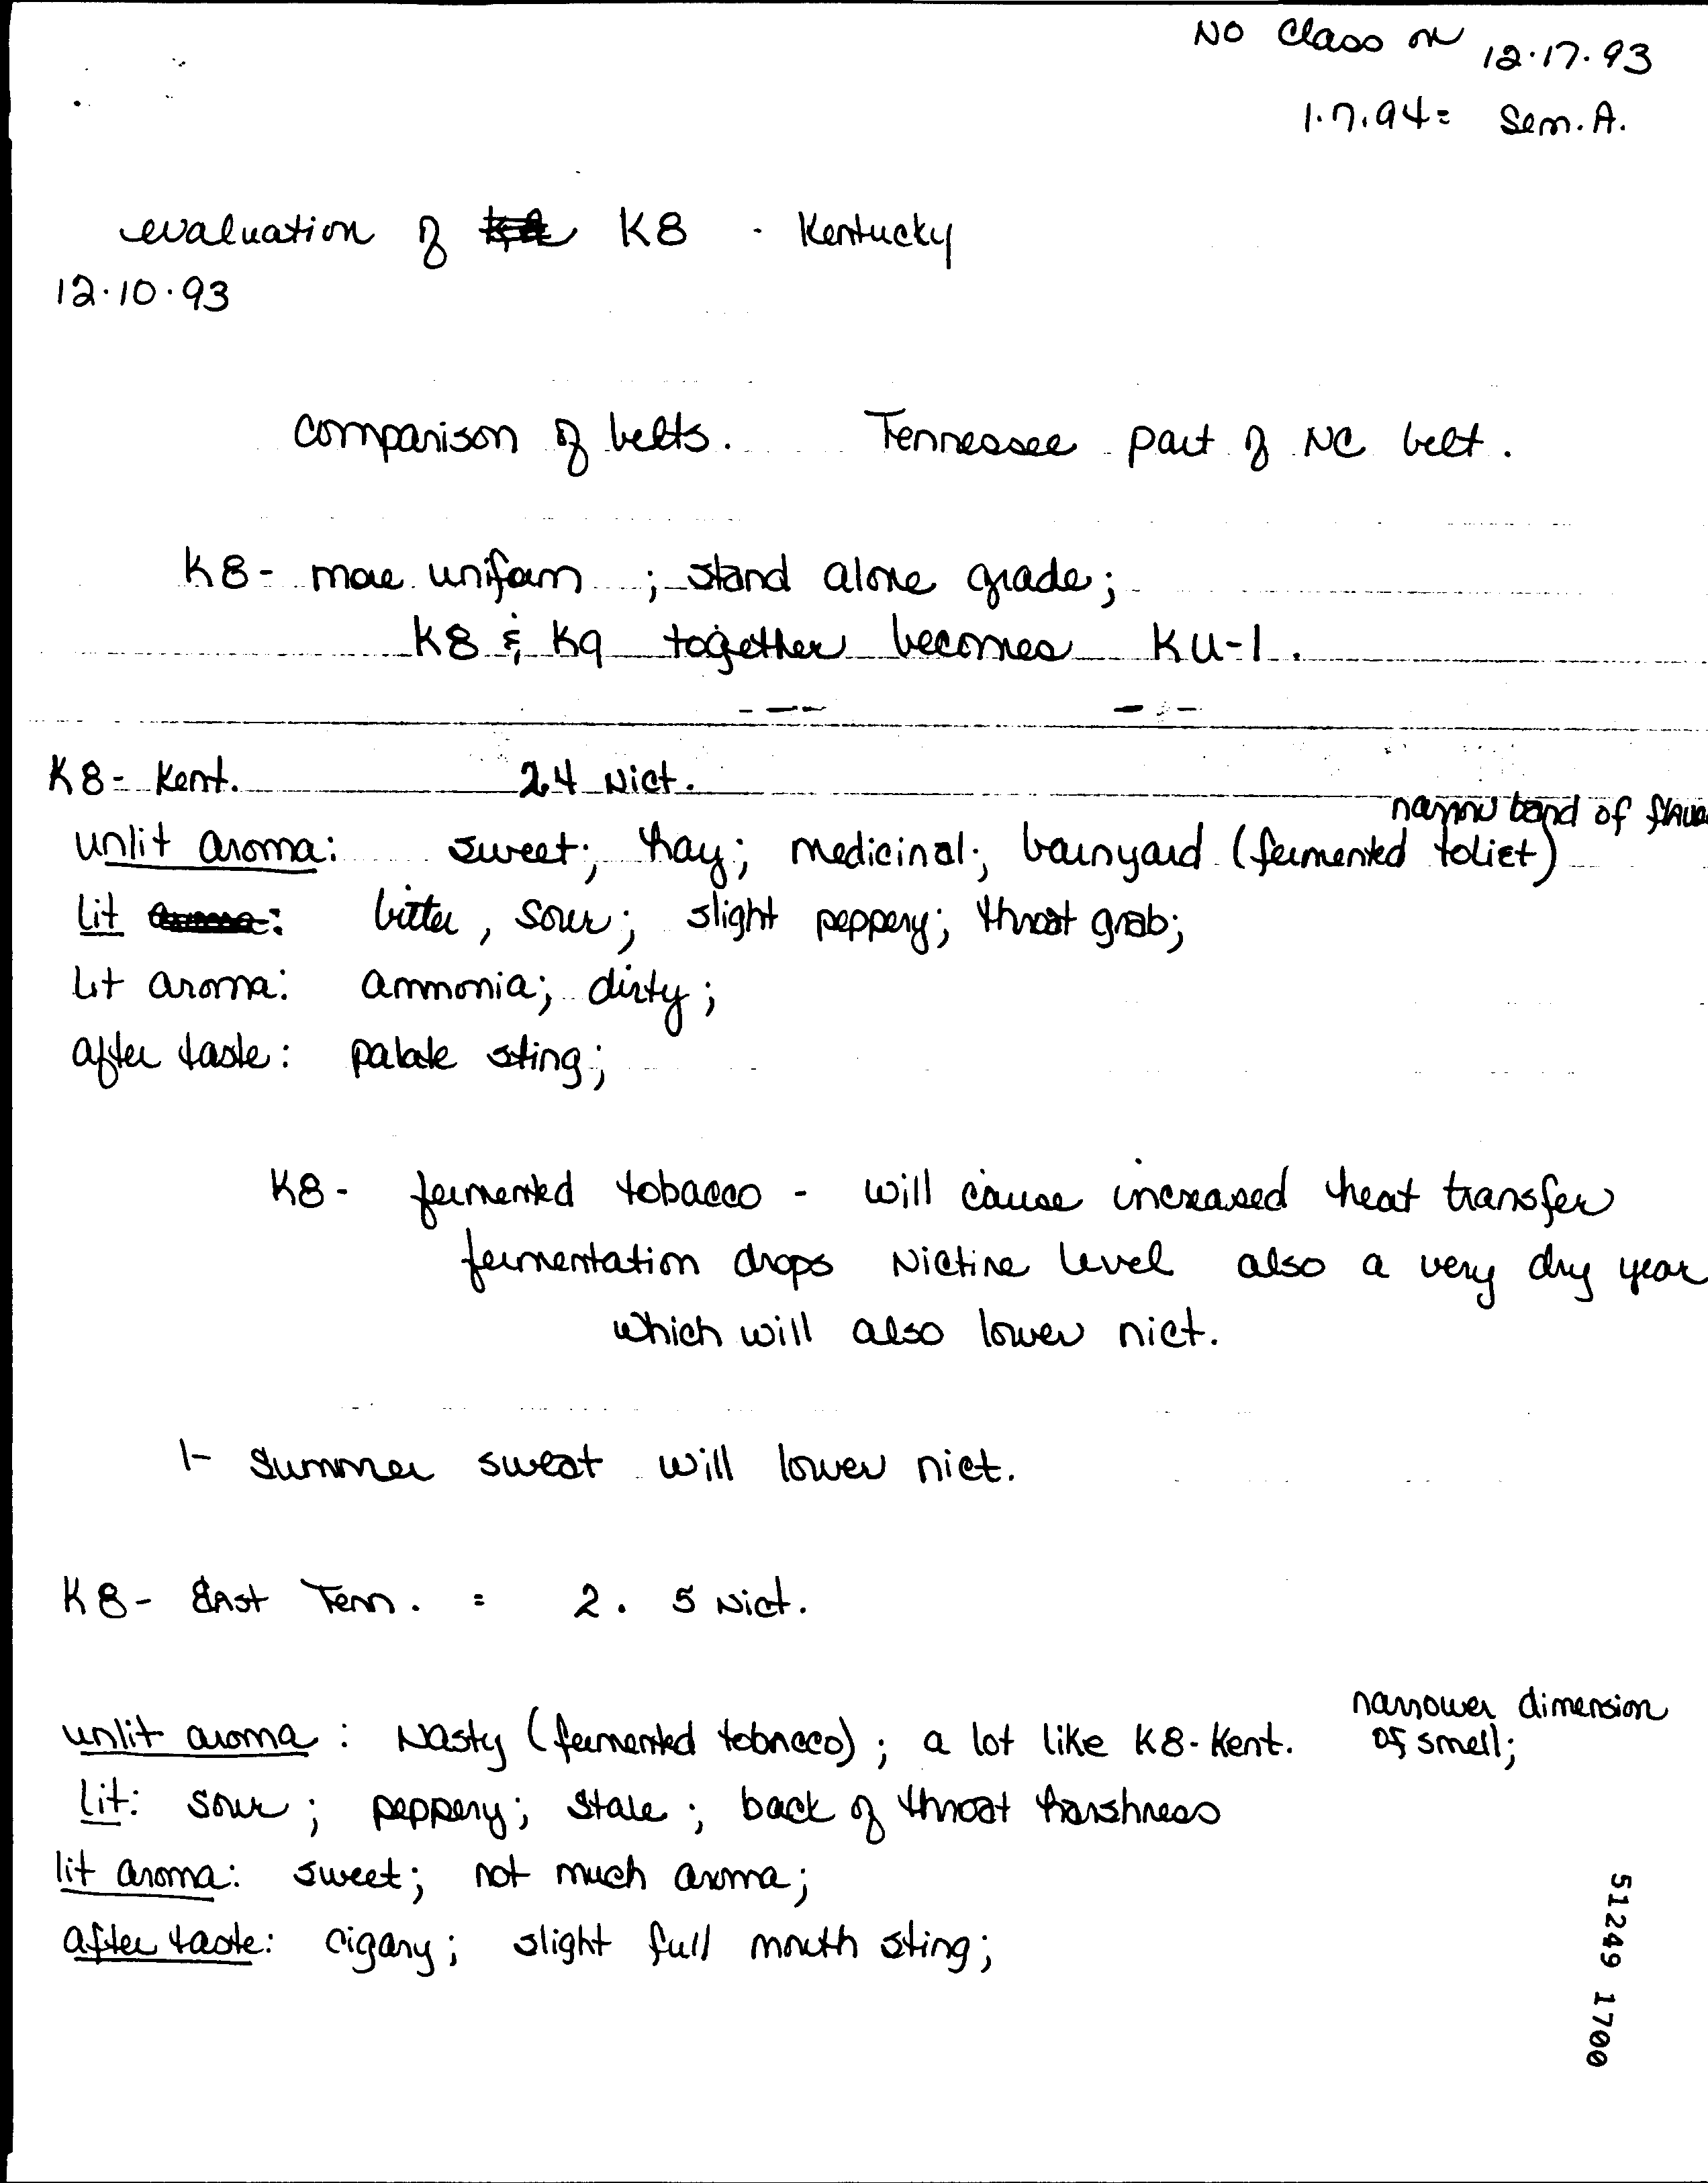 NO Class on 12.17.93
1.7.94= Sem. A.
evaluation of K8 . Kentucky
12.10.93
comparison of belts. Tennessee part of NC belt.
K8- more uniform ; stand alone grade;
K8 & K9 together becomes KU-1.
K8- Kent. 2.4 Nict.
narrow band of flavo
unlit aroma: sweet; hay; medicinal; barnyard (fermented toliet)
lit : bitter, sour; slight peppery; throat grab;
lit aroma: ammonia; dirty;
after taste: palate sting;
K8- fermented tobacco - will cause increased heat transfer
fermentation drops Nictine level also a very dry year
which will also lower nict.
1- Summer sweat will lower nict.
K8- East Tenn. = 2.5 Nict.
narrower dimension
unlit aroma: Nasty (fermented tobacco); a lot like K8-Kent. of smell;
Lit: sour; peppery; stale; back of throat harshness
lit aroma: sweet; not much aroma;
after taste: cigary; slight full mouth sting;
51249 1700